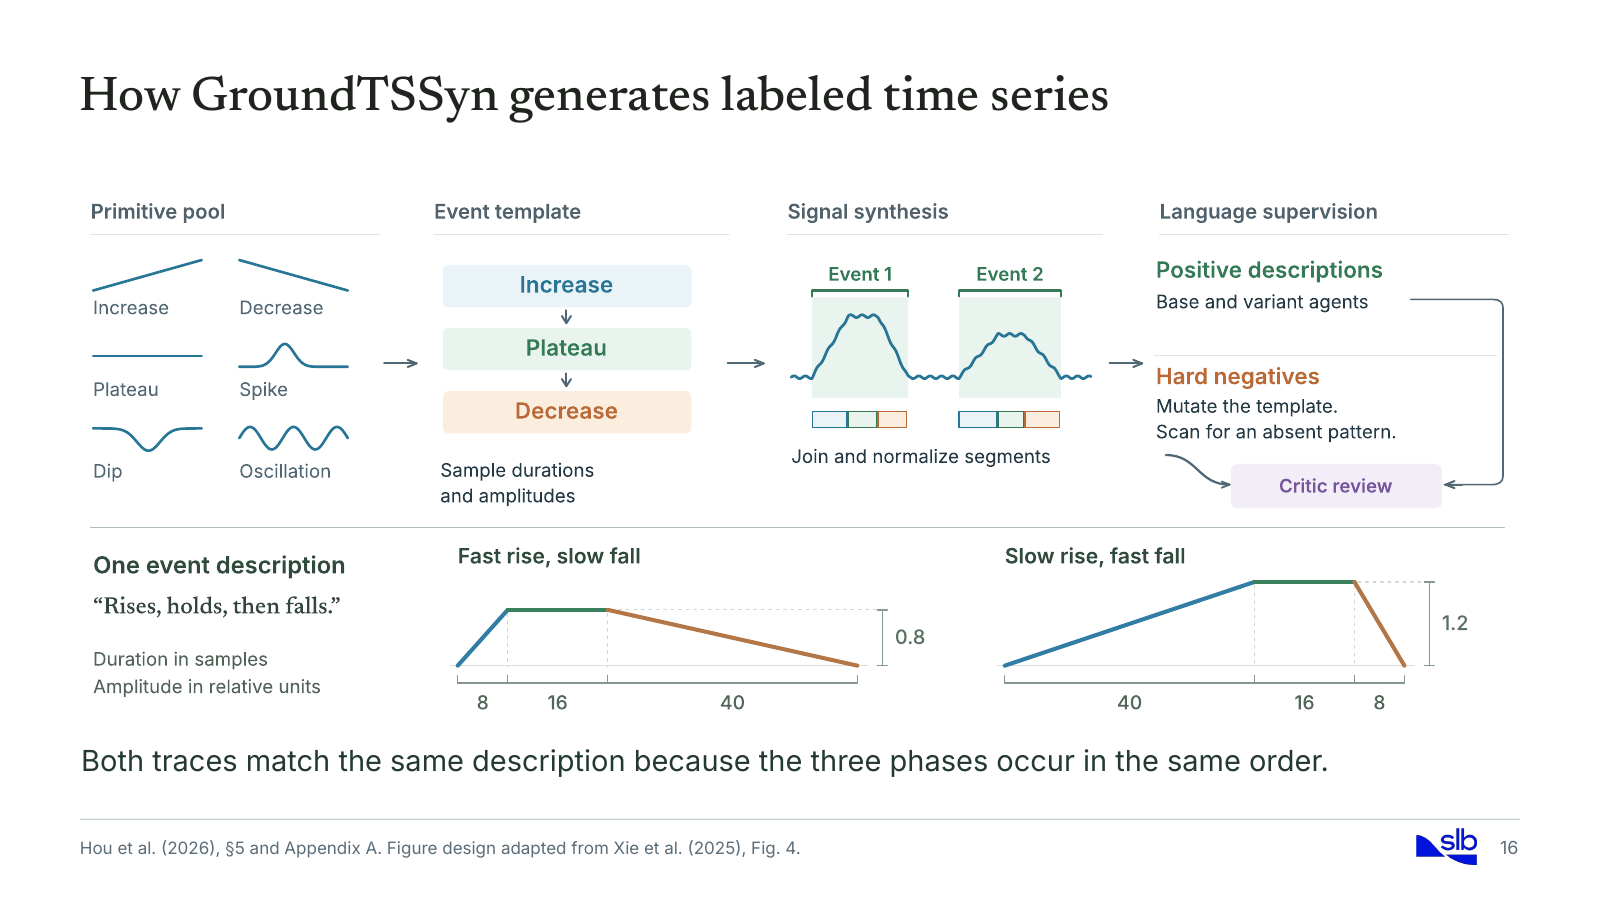 How GroundTSSyn generates labeled time series
Primitive pool
Increase
Decrease
Plateau
Spike
Dip
Oscillation
Event template
Increase
Plateau
Decrease
Sample durations
and amplitudes
Signal synthesis
Event 1
Event 2
Join and normalize segments
Language supervision
Positive descriptions
Base and variant agents
Hard negatives
Mutate the template.
Scan for an absent pattern.
Critic review
One event description
“Rises, holds, then falls.”
Duration in samples
Amplitude in relative units
Fast rise, slow fall
0.8
8
16
40
Slow rise, fast fall
1.2
40
16
8
Both traces match the same description because the three phases occur in the same order.
Hou et al. (2026), §5 and Appendix A. Figure design adapted from Xie et al. (2025), Fig. 4.
slb
16